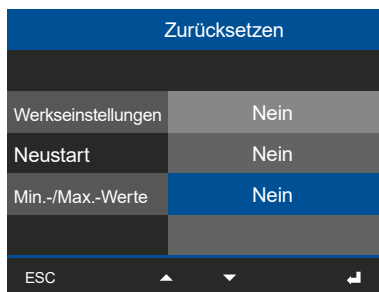 Zurücksetzen
Werkseinstellungen Nein
Neustart Nein
Min.-/Max.-Werte Nein
ESC